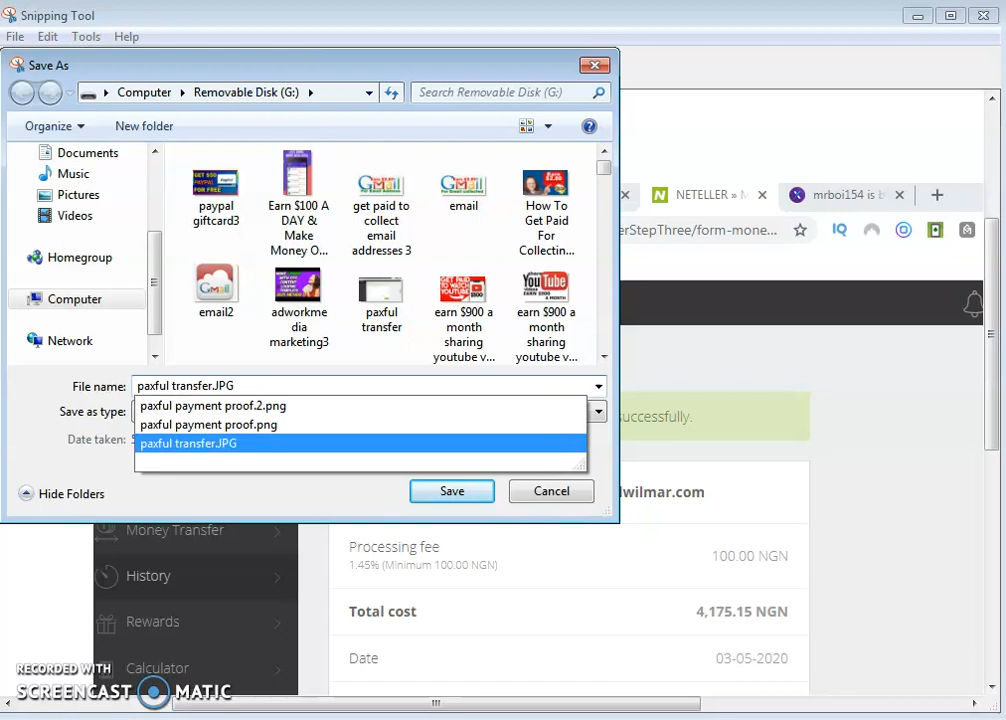 Snipping Tool
File Edit Tools Help
Save As
Computer Removable Disk (G:)
Search Removable Disk (G:)
Organize
New folder
Documents
Music
Pictures
Videos
Homegroup
Computer
Network
paypal
giftcard3
Earn $100 A
DAY &
Make
Money O...
get paid to
collect
email
addresses 3
email
How To
Get Paid
For
Collectin...
email2
adworkme
dia
marketing3
paxful
transfer
earn $900 a
month
sharing
youtube v...
earn $900 a
month
sharing
youtube v...
File name: paxful transfer.JPG
paxful payment proof.2.png
paxful payment proof.png
paxful transfer.JPG
Save as type:
Date taken:
Hide Folders
Save
Cancel
NETELLER »
mrboi154 is b
erStepThree/form-mone...
successfully.
lwilmar.com
Processing fee
1.45% (Minimum 100.00 NGN)
100.00 NGN
Total cost
4,175.15 NGN
Date
03-05-2020
Money Transfer
History
Rewards
Calculator
RECORDED WITH
SCREENCAST MATIC